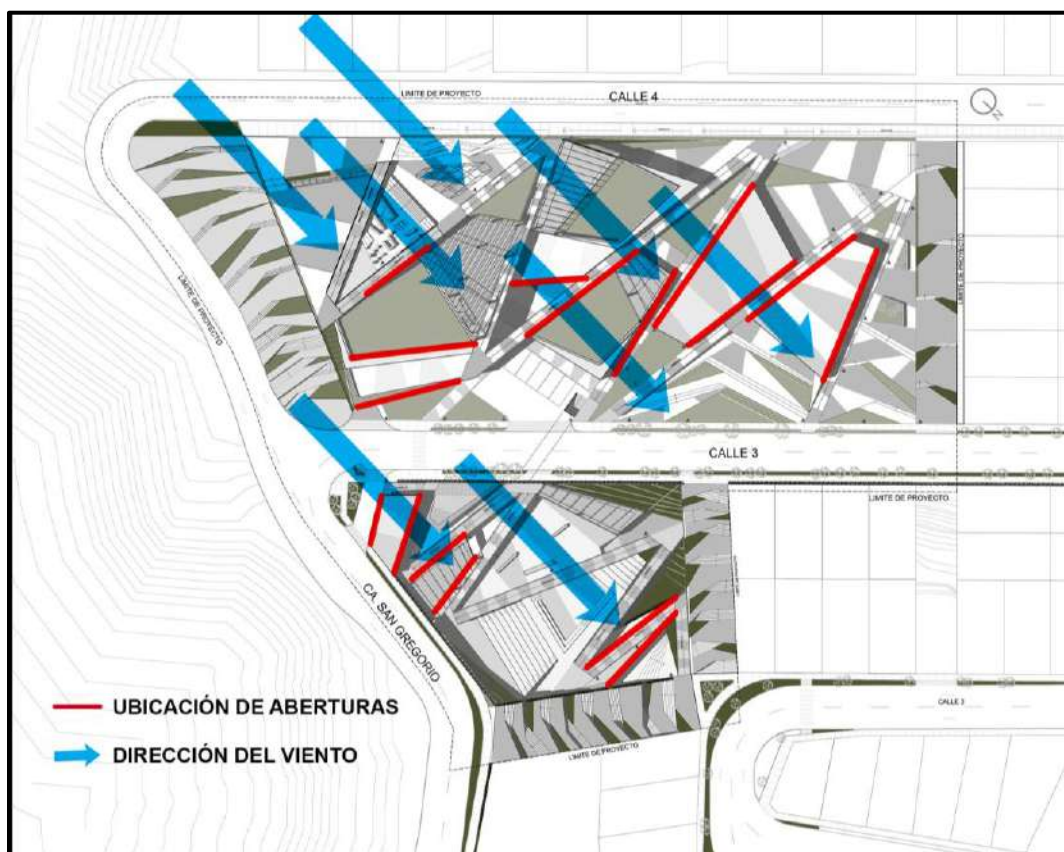 LIMITE DE PROYECTO
CALLE 4
N
LIMITE DE PROYECTO
LIMITE DE PROYECTO
CALLE 3
LIMITE DE PROYECTO
CA. SAN GREGORIO
UBICACIÓN DE ABERTURAS
CALLE 3
DIRECCIÓN DEL VIENTO
LIMITE DE PROYECTO